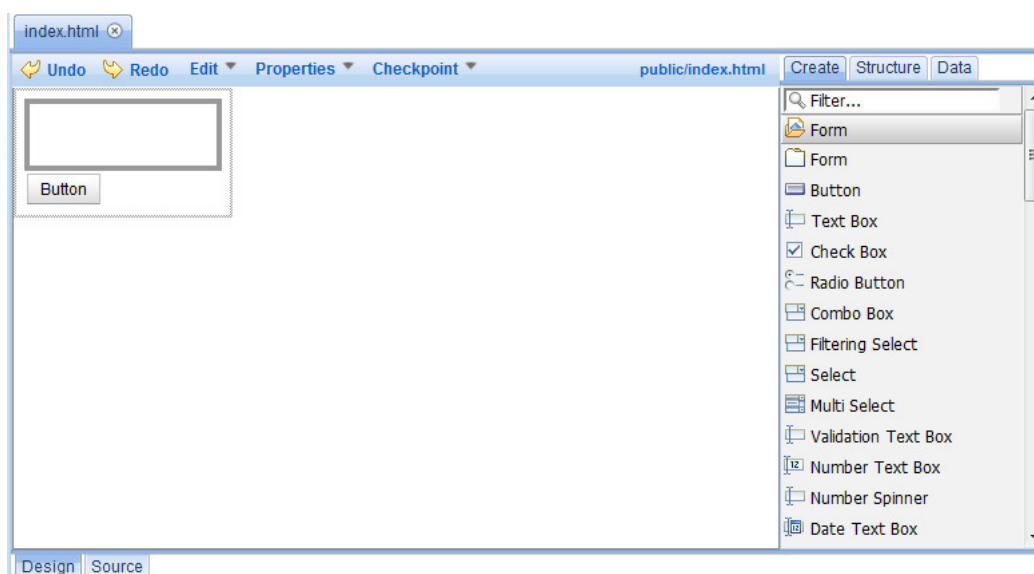 index.html
Undo Redo Edit Properties Checkpoint public/index.html Create Structure Data
Filter...
Form
Form
Button
Button
Text Box
Check Box
Radio Button
Combo Box
Filtering Select
Select
Multi Select
Validation Text Box
12 Number Text Box
Number Spinner
12 Date Text Box
Design Source